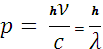 p = hν/c = h/λ